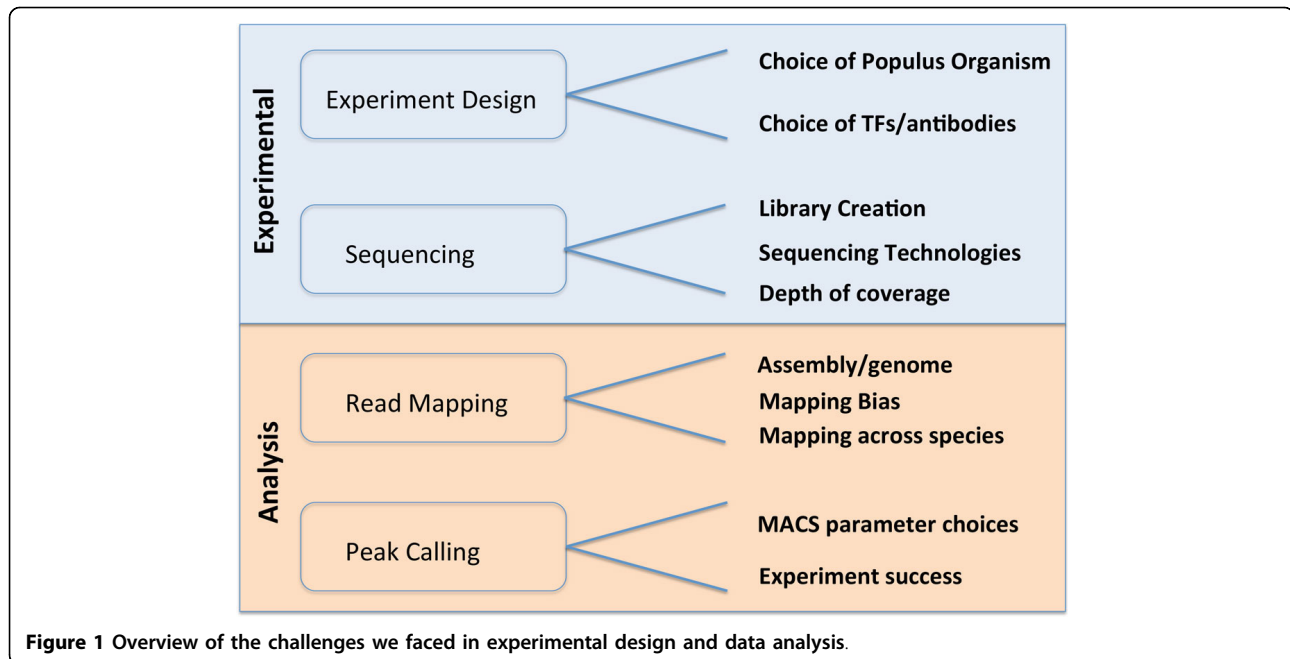 Experimental
Experiment Design
Choice of Populus Organism
Choice of TFs/antibodies
Sequencing
Library Creation
Sequencing Technologies
Depth of coverage
Analysis
Read Mapping
Assembly/genome
Mapping Bias
Mapping across species
Peak Calling
MACS parameter choices
Experiment success
Figure 1 Overview of the challenges we faced in experimental design and data analysis.